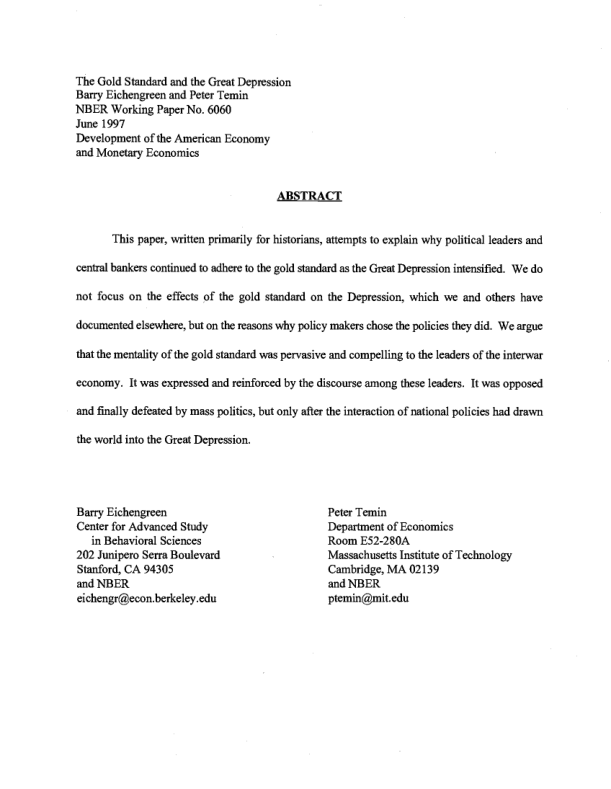 The Gold Standard and the Great Depression
Barry Eichengreen and Peter Temin
NBER Working Paper No. 6060
June 1997
Development of the American Economy
and Monetary Economics
ABSTRACT
This paper, written primarily for historians, attempts to explain why political leaders and
central bankers continued to adhere to the gold standard as the Great Depression intensified. We do
not focus on the effects of the gold standard on the Depression, which we and others have
documented elsewhere, but on the reasons why policy makers chose the policies they did. We argue
that the mentality of the gold standard was pervasive and compelling to the leaders of the interwar
economy. It was expressed and reinforced by the discourse among these leaders. It was opposed
and finally defeated by mass politics, but only after the interaction of national policies had drawn
the world into the Great Depression.
Barry Eichengreen
Center for Advanced Study
in Behavioral Sciences
202 Junipero Serra Boulevard
Stanford, CA 94305
and NBER
eichengr@econ.berkeley.edu
Peter Temin
Department of Economics
Room E52-280A
Massachusetts Institute of Technology
Cambridge, MA 02139
and NBER
ptemin@mit.edu